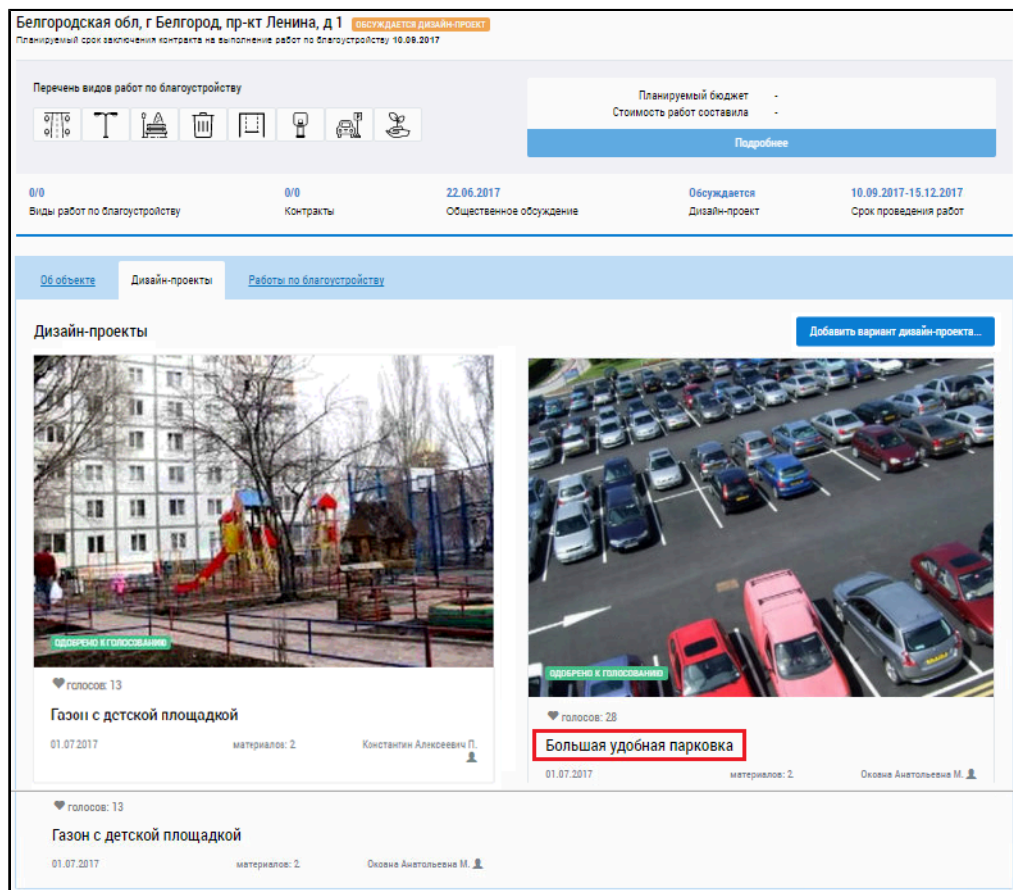 Белгородская обл, г Белгород, пр-кт Ленина, д 1 ОБСУЖДАЕТСЯ ДИЗАЙН-ПРОЕКТ
Планируемый срок заключения контракта на выполнение работ по благоустройству 10.09.2017
Перечень видов работ по благоустройству
Планируемый бюджет -
Стоимость работ составила -
Подробнее
0/0 0/0 22.06.2017 Обсуждается 10.09.2017-15.12.2017
Виды работ по благоустройству Контракты Общественное обсуждение Дизайн-проект Срок проведения работ
Об объекте Дизайн-проекты Работы по благоустройству
Дизайн-проекты Добавить вариант дизайн-проекта...
ОДОБРЕНО К ГОЛОСОВАНИЮ
голосов: 13
Газон с детской площадкой
01.07.2017 материалов: 2 Константин Алексеевич П.
ОДОБРЕНО К ГОЛОСОВАНИЮ
голосов: 28
Большая удобная парковка
01.07.2017 материалов: 2 Оковна Анатольевна М.
голосов: 13
Газон с детской площадкой
01.07.2017 материалов: 2 Оковна Анатольевна М.